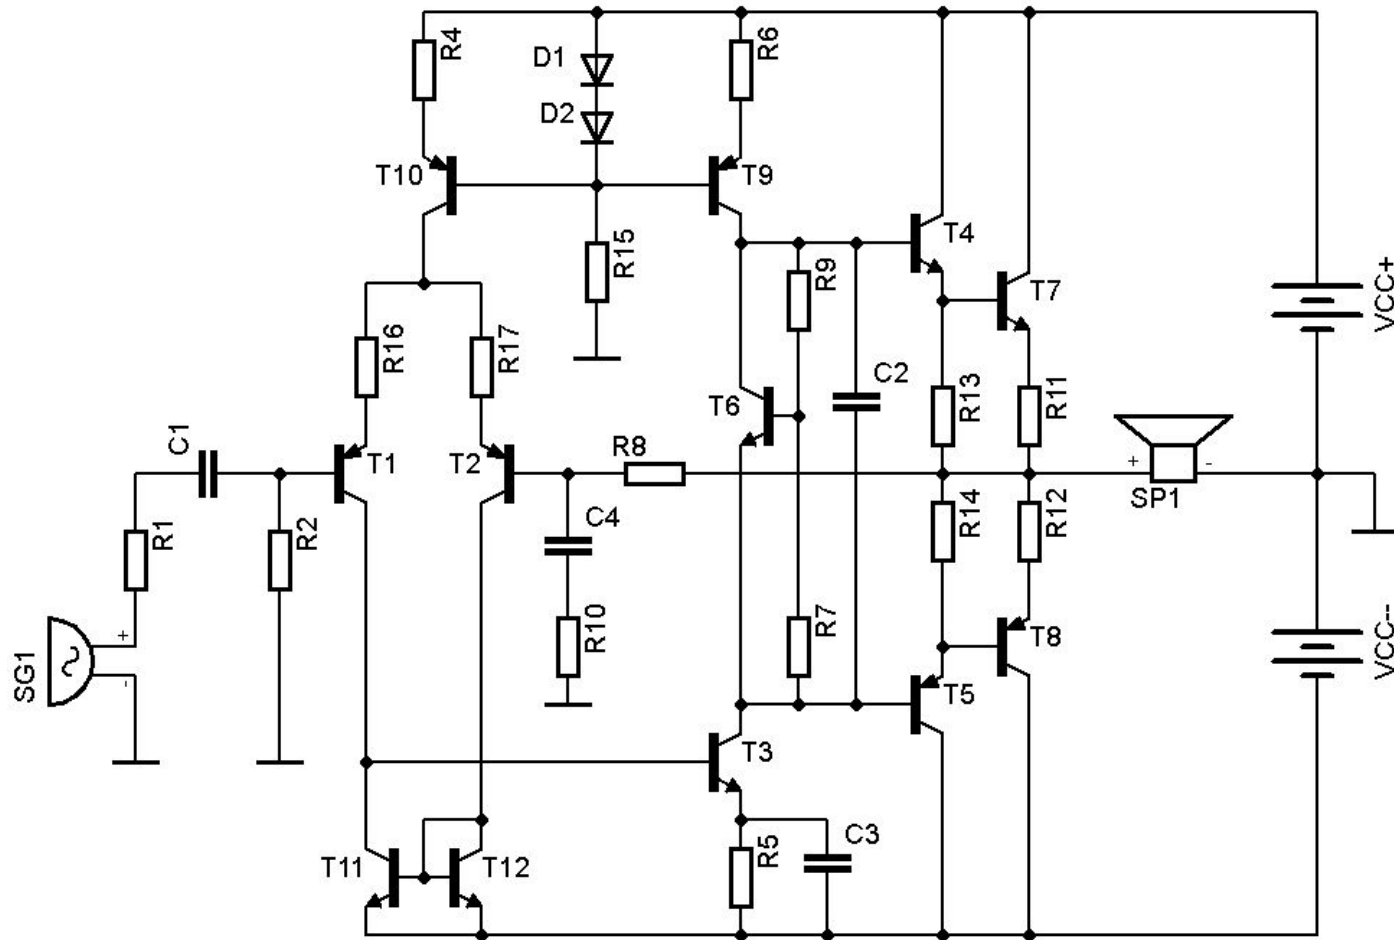 R4
D1
R6
D2
T10
T9
R15
R9
T4
T7
VCC+
R16
R17
C2
T6
R13
R11
C1
T1
T2
R8
+
-
SP1
R1
R2
C4
R14
R12
R10
R7
T8
SG1
+
-
T5
VCC--
T3
T11
T12
R5
C3